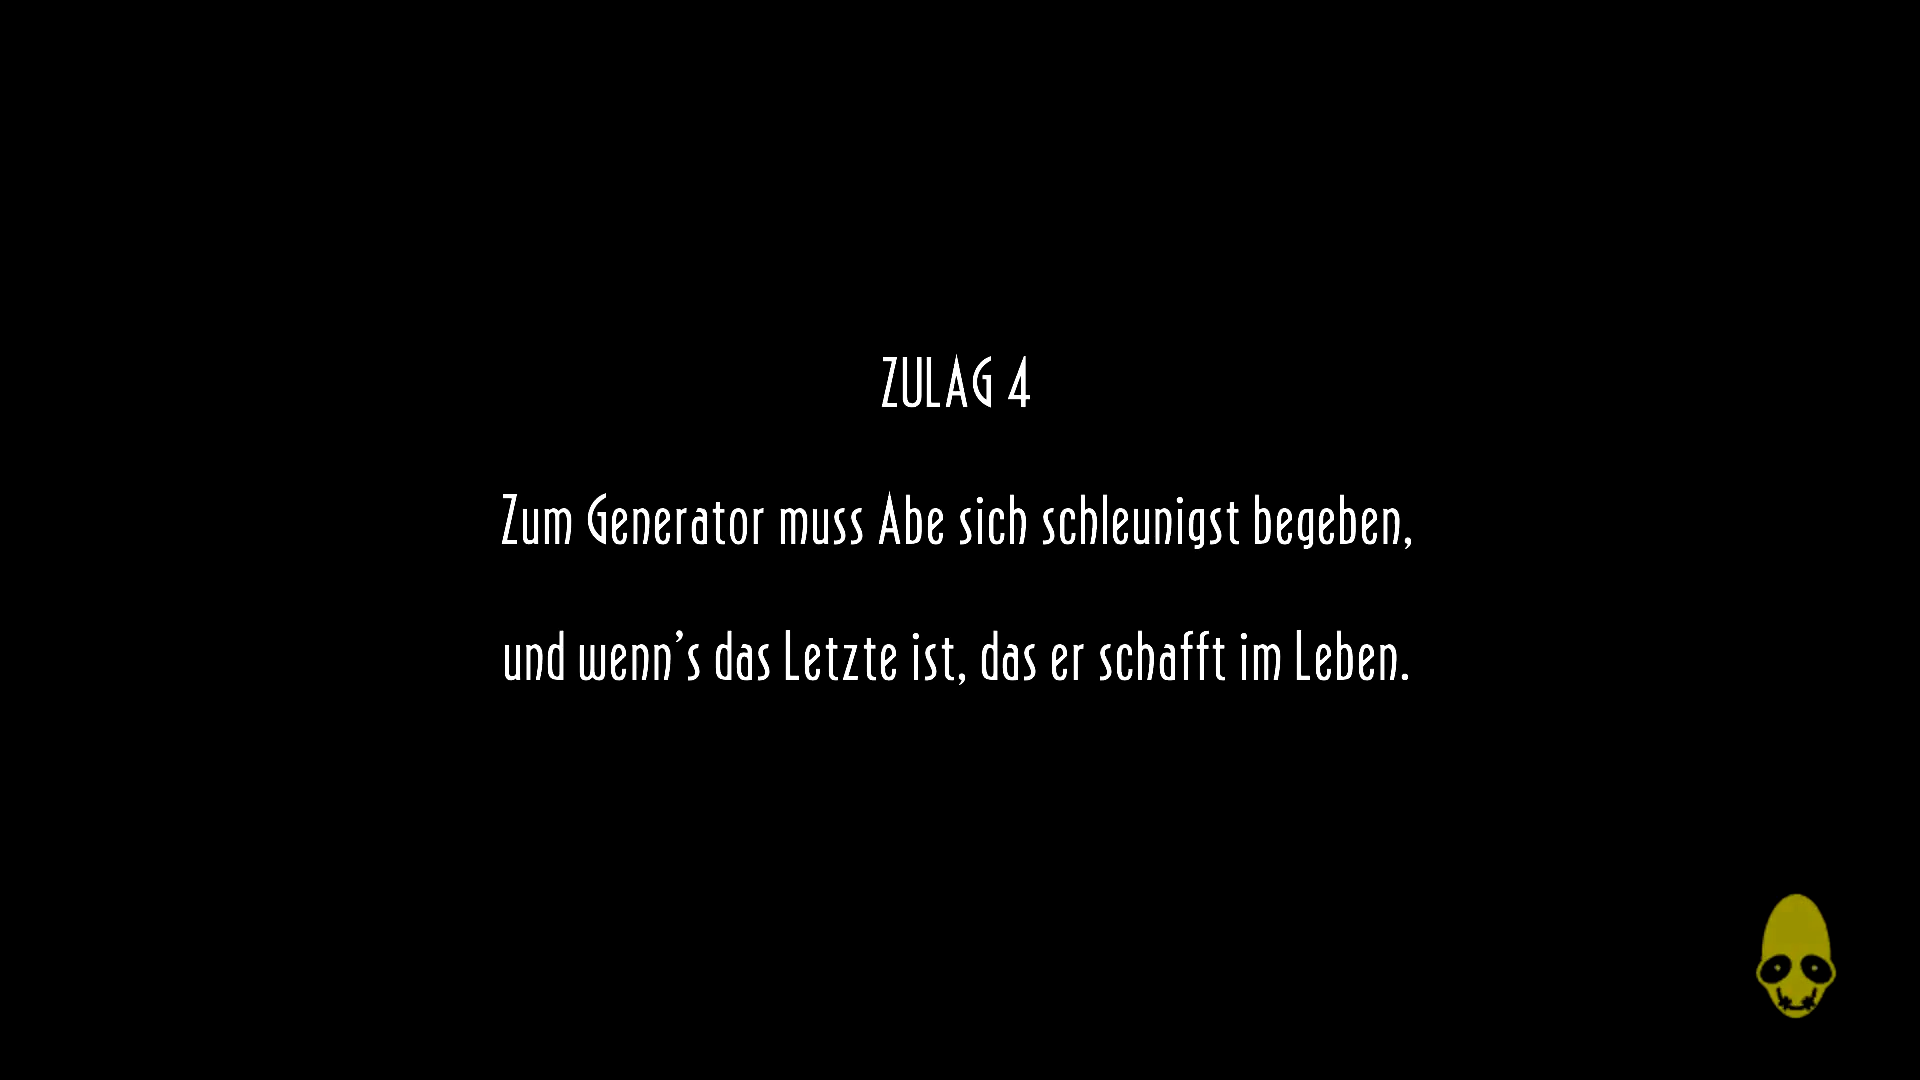 ZULAG 4
Zum Generator muss Abe sich schleunigst begeben,
und wenn’s das Letzte ist, das er schafft im Leben.